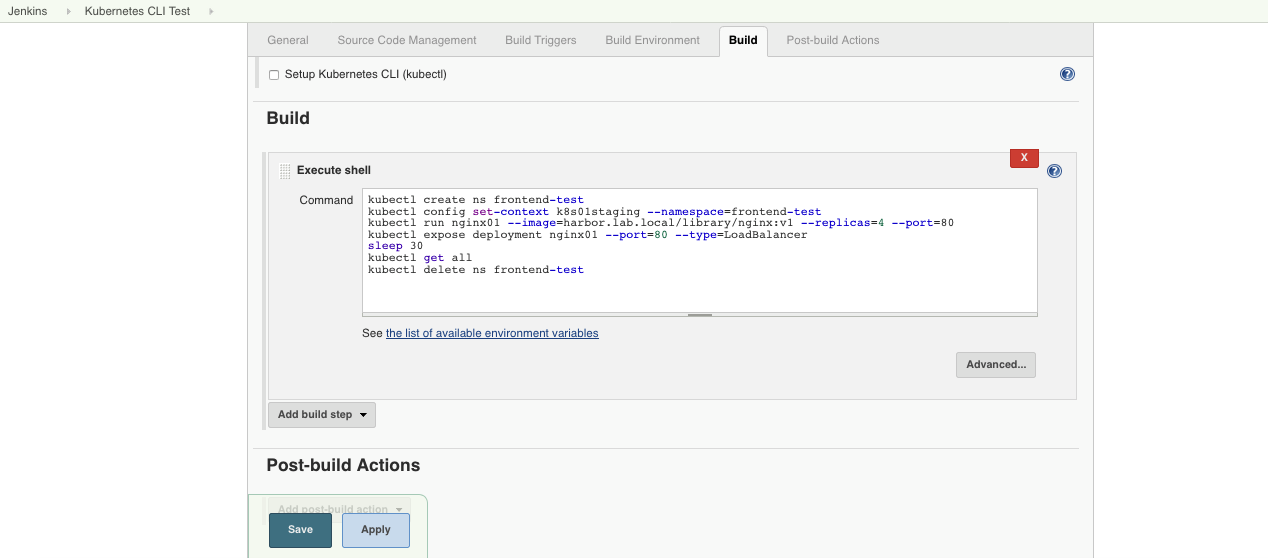 Jenkins Kubernetes CLI Test
General Source Code Management Build Triggers Build Environment Build Post-build Actions
Setup Kubernetes CLI (kubectl) ?
Build
X
Execute shell ?
Command
kubectl create ns frontend-test
kubectl config set-context k8s01staging --namespace=frontend-test
kubectl run nginx01 --image=harbor.lab.local/library/nginx:v1 --replicas=4 --port=80
kubectl expose deployment nginx01 --port=80 --type=LoadBalancer
sleep 30
kubectl get all
kubectl delete ns frontend-test
See the list of available environment variables
Advanced...
Add build step
Post-build Actions
Add post-build action
Save Apply